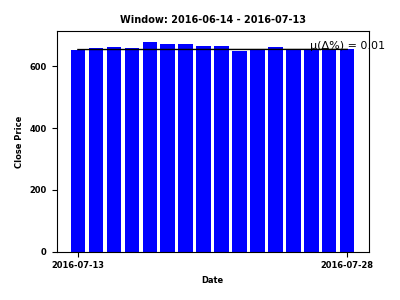 Window: 2016-06-14 - 2016-07-13
μ(Δ%) = 0.01
600
400
200
0
Close Price
2016-07-13
2016-07-28
Date